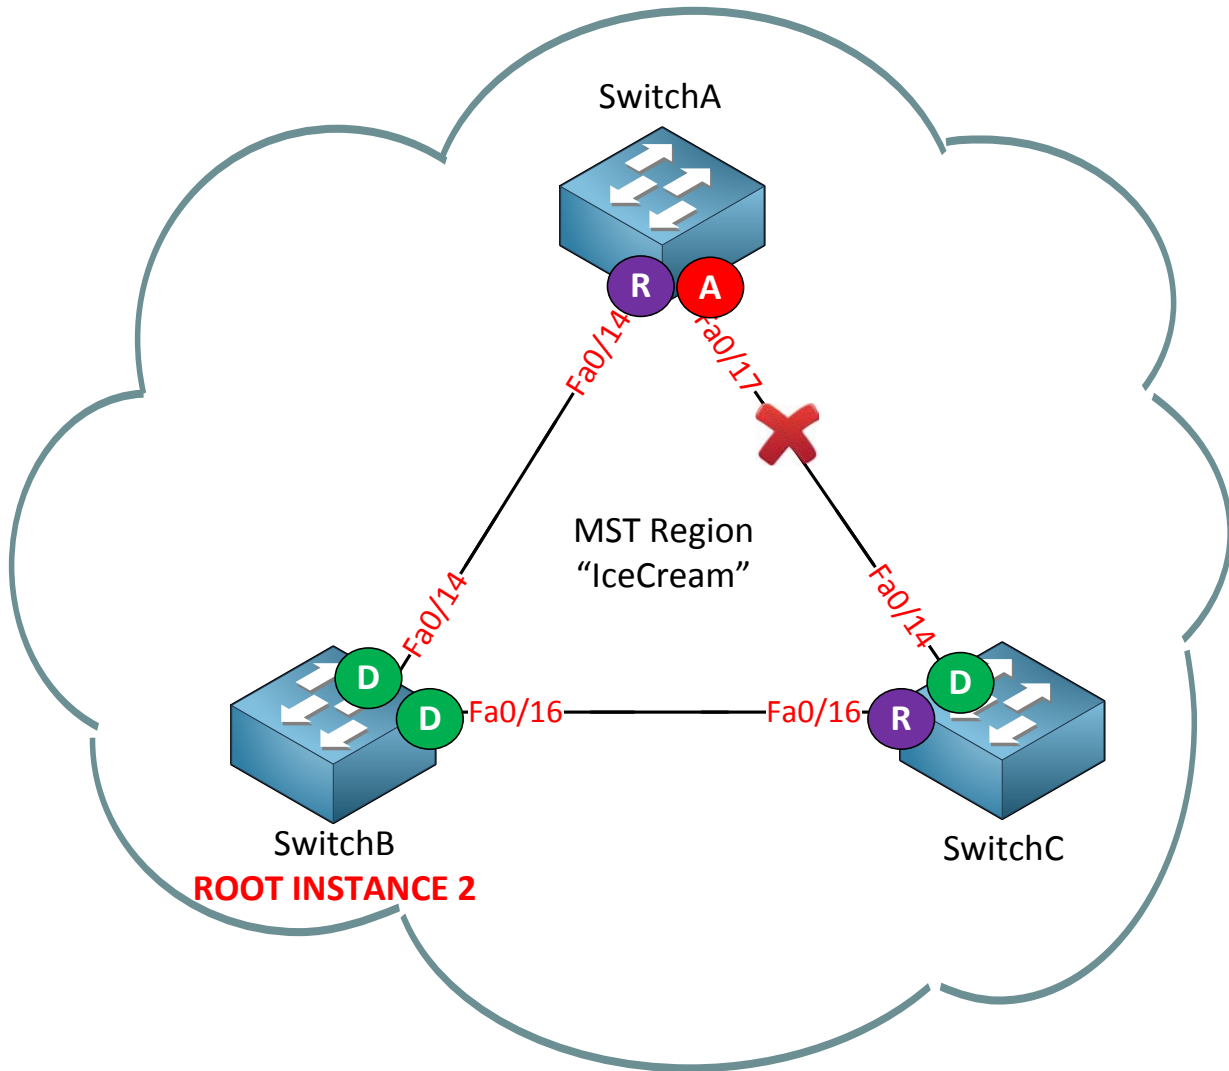 SwitchA
R
A
Fa0/14
Fa0/17
MST Region
“IceCream”
Fa0/14
Fa0/14
D
D
Fa0/16
Fa0/16
R
D
SwitchB
ROOT INSTANCE 2
SwitchC